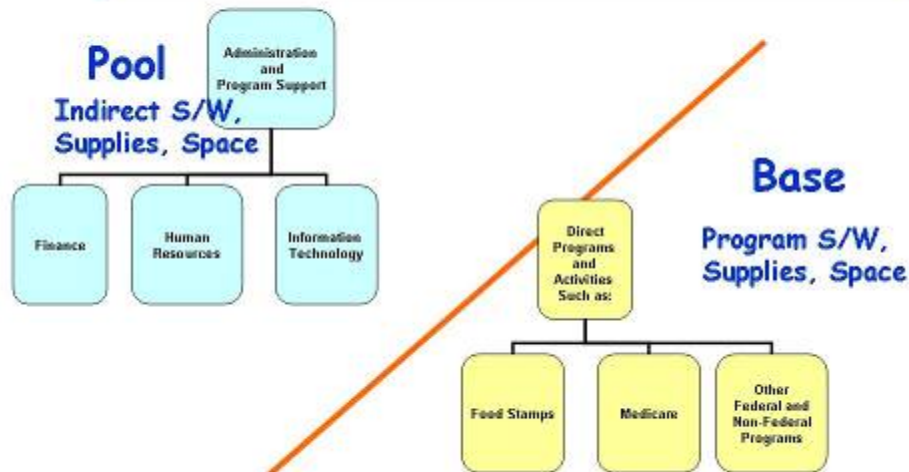 Pool
Indirect S/W,
Supplies, Space
Administration
and
Program Support
Finance
Human
Resources
Information
Technology
Base
Program S/W,
Supplies, Space
Direct
Programs
and
Activities
Such as:
Food Stamps
Medicare
Other
Federal and
Non-Federal
Programs